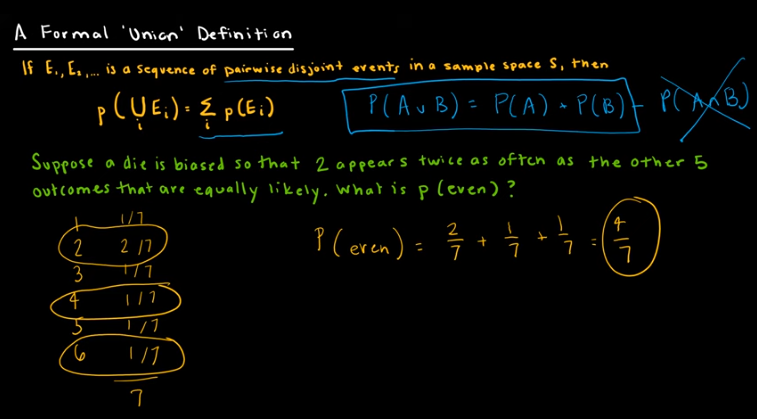 A Formal 'Union' Definition
If E₁, E₂, ... is a sequence of pairwise disjoint events in a sample space S, then
p(⋃ᵢ Eᵢ) = Σᵢ p(Eᵢ)
P(A ∪ B) = P(A) + P(B) - P(A ∩ B)
Suppose a die is biased so that 2 appears twice as often as the other 5
outcomes that are equally likely. What is p(even)?
1 1/7
2 2/7
3 1/7
4 1/7
5 1/7
6 1/7
7
P(even) = 2/7 + 1/7 + 1/7 = 4/7